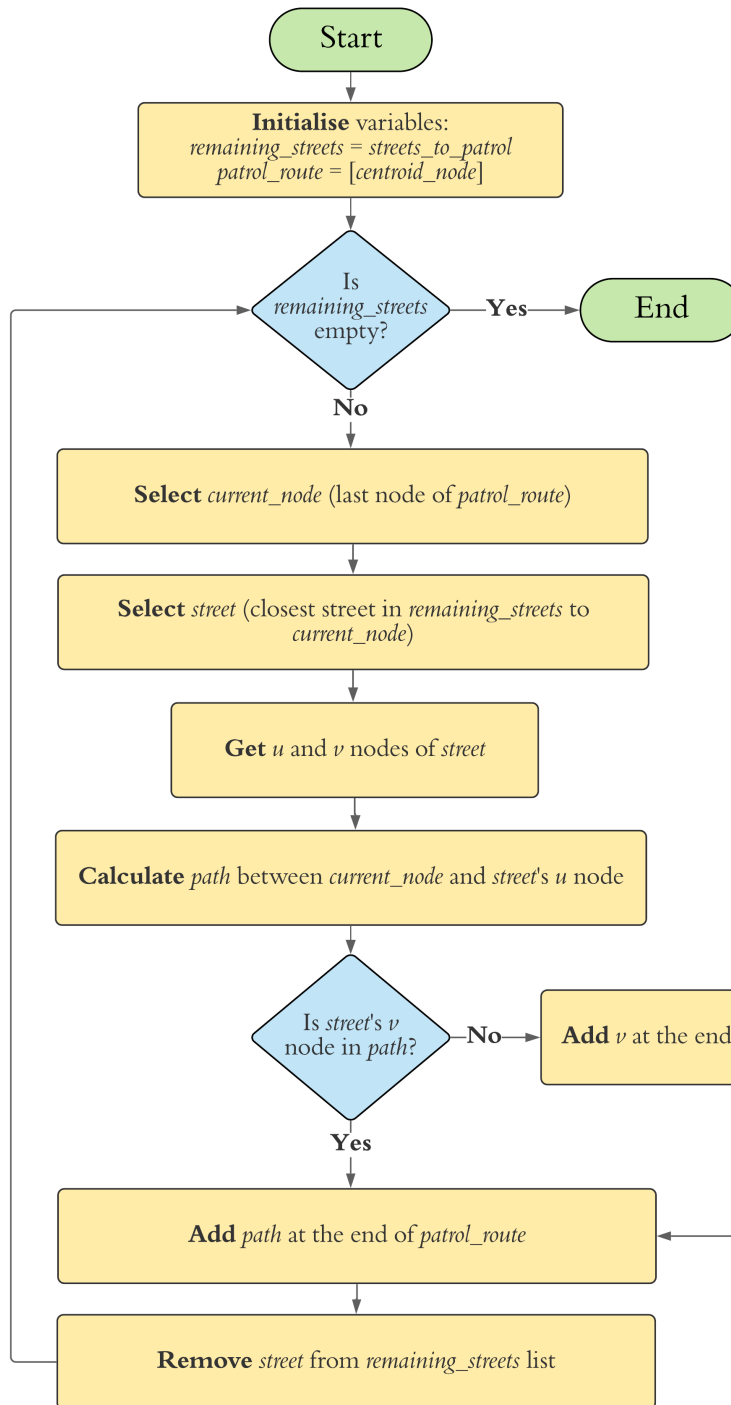 Start
Initialise variables:
remaining_streets = streets_to_patrol
patrol_route = [centroid_node]
Is
remaining_streets
empty?
Yes
End
No
Select current_node (last node of patrol_route)
Select street (closest street in remaining_streets to
current_node)
Get u and v nodes of street
Calculate path between current_node and street's u node
Is street's v
node in path?
No
Add v at the end
Yes
Add path at the end of patrol_route
Remove street from remaining_streets list